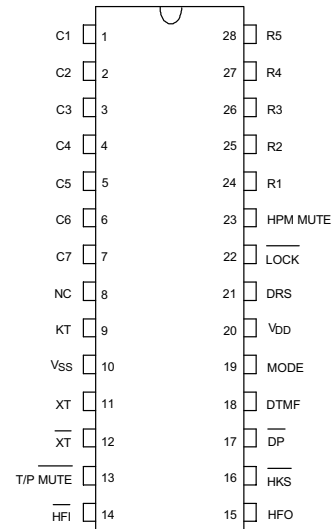 C1 1 28 R5
C2 2 27 R4
C3 3 26 R3
C4 4 25 R2
C5 5 24 R1
C6 6 23 HPM MUTE
C7 7 22 LOCK
NC 8 21 DRS
KT 9 20 VDD
VSS 10 19 MODE
XT 11 18 DTMF
XT 12 17 DP
T/P MUTE 13 16 HKS
HFI 14 15 HFO